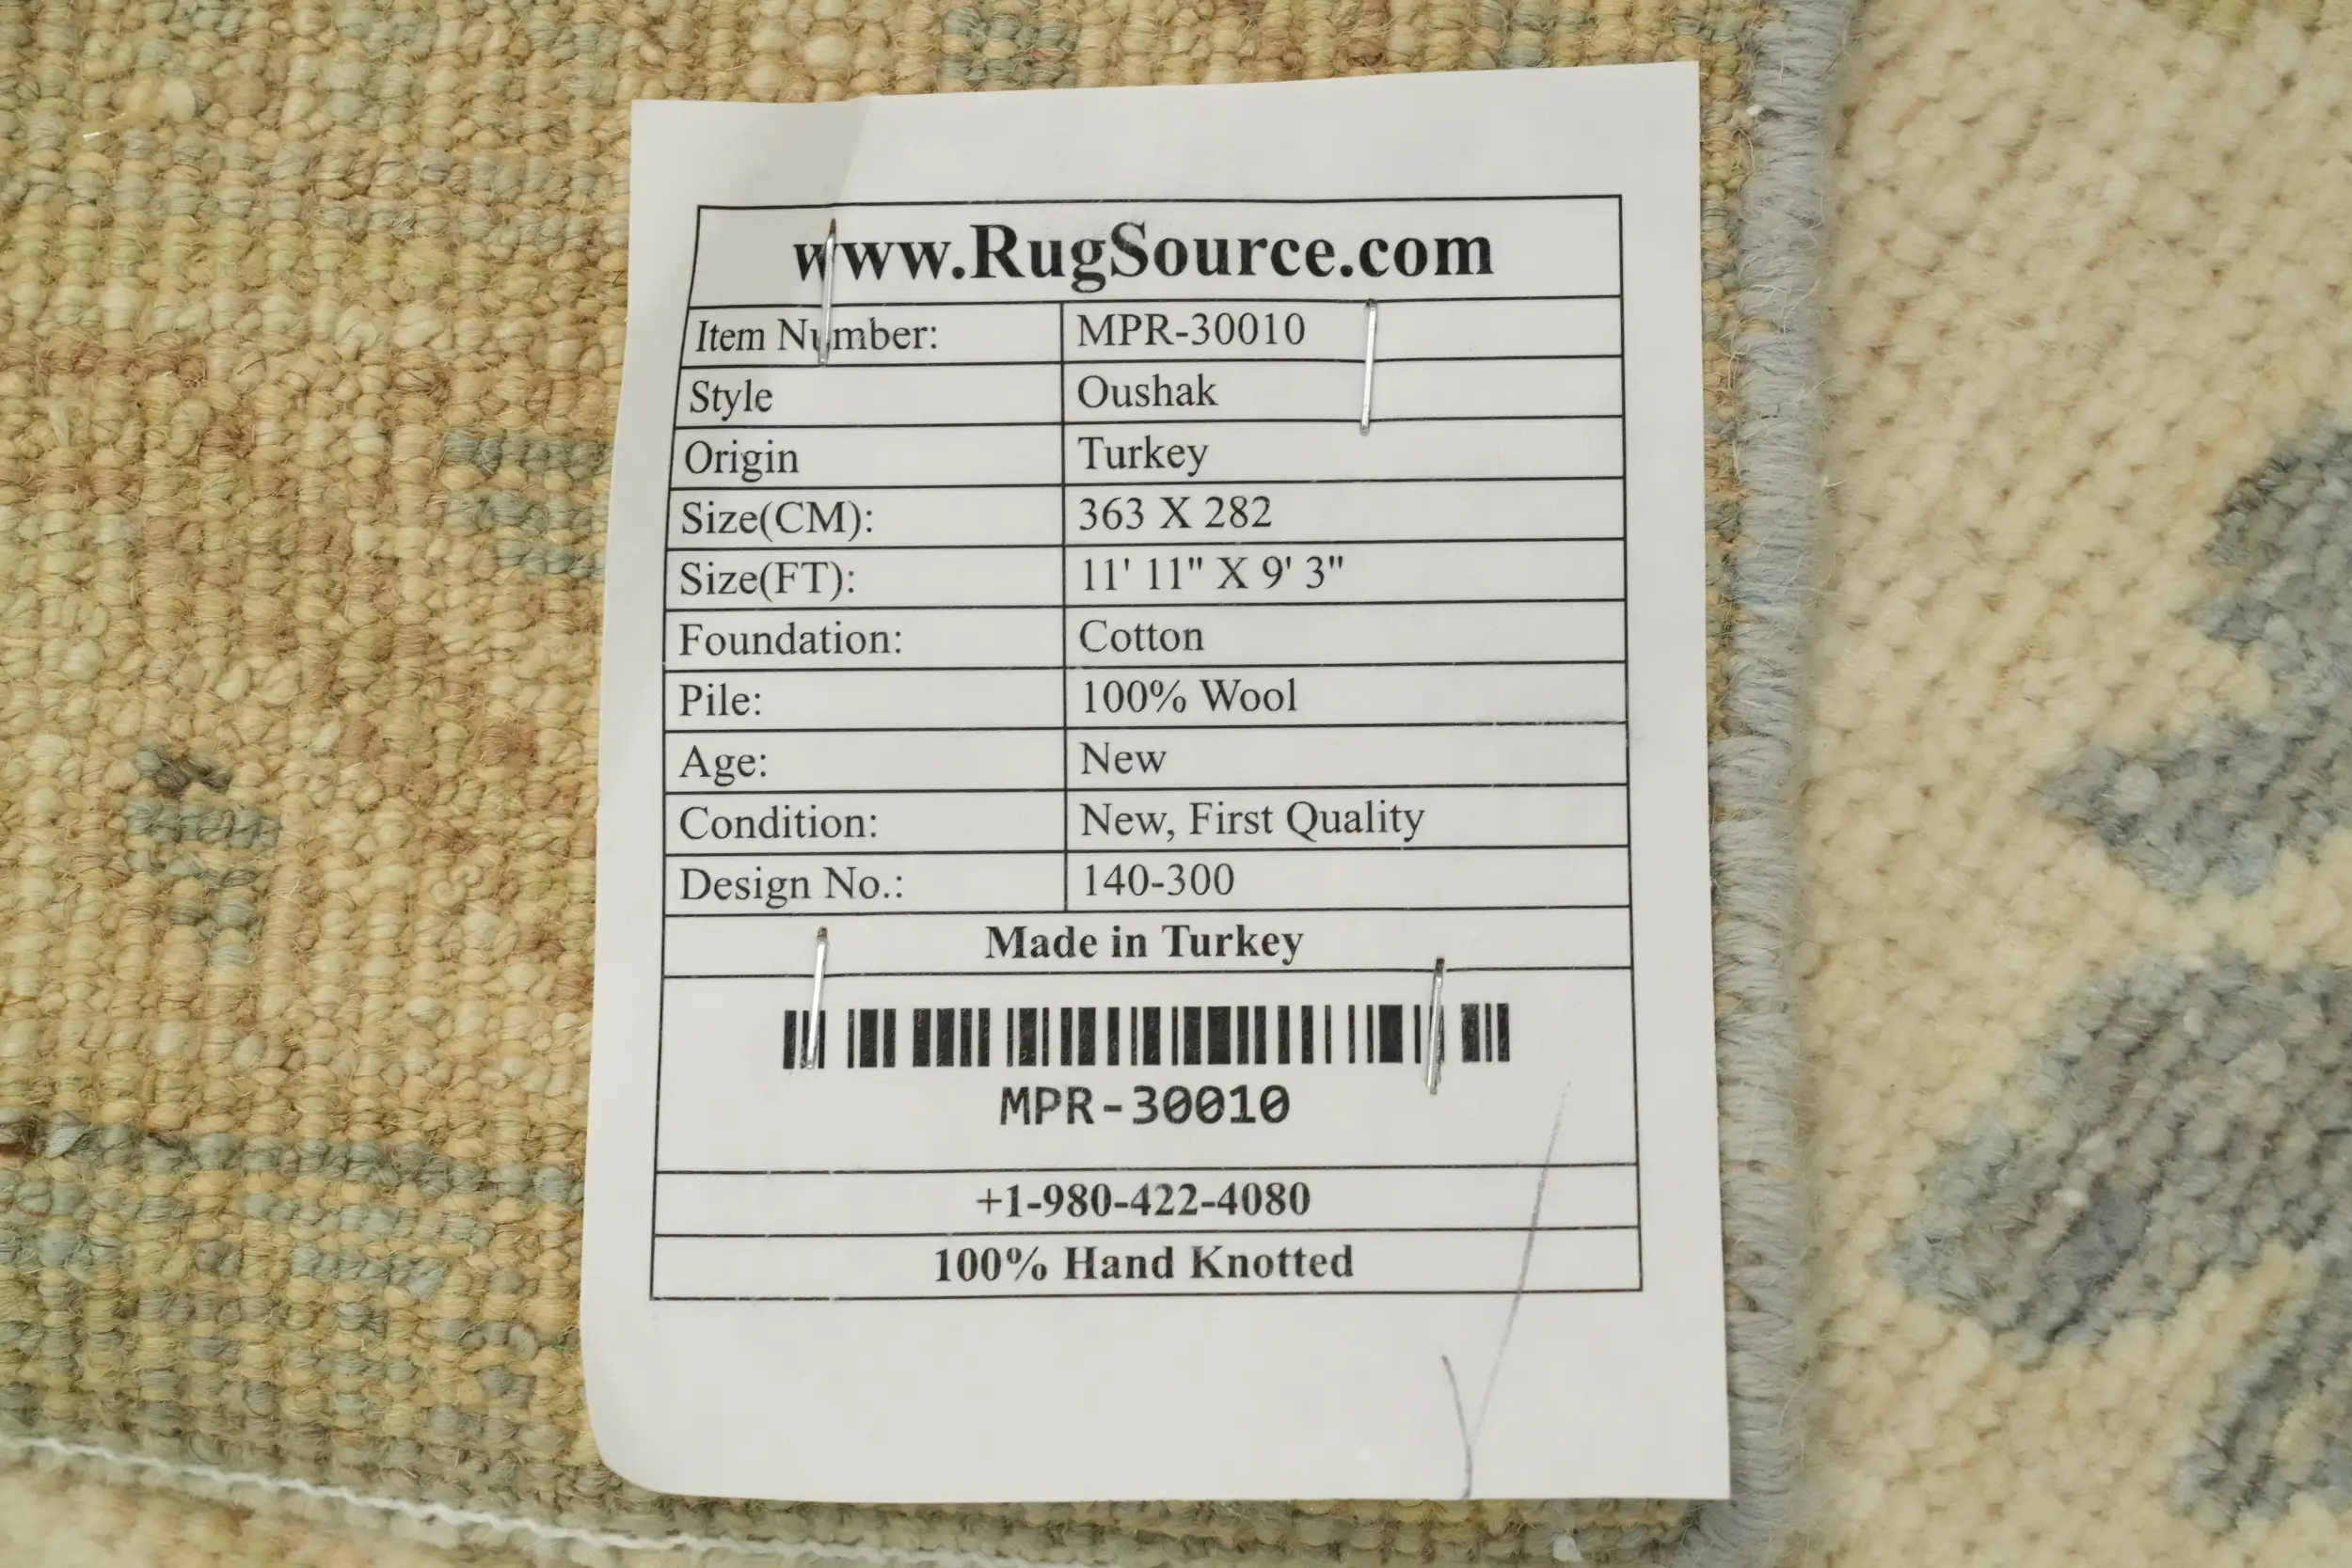 www.RugSource.com
Item Number: MPR-30010
Style Oushak
Origin Turkey
Size(CM): 363 X 282
Size(FT): 11' 11" X 9' 3"
Foundation: Cotton
Pile: 100% Wool
Age: New
Condition: New, First Quality
Design No.: 140-300
Made in Turkey
MPR-30010
+1-980-422-4080
100% Hand Knotted